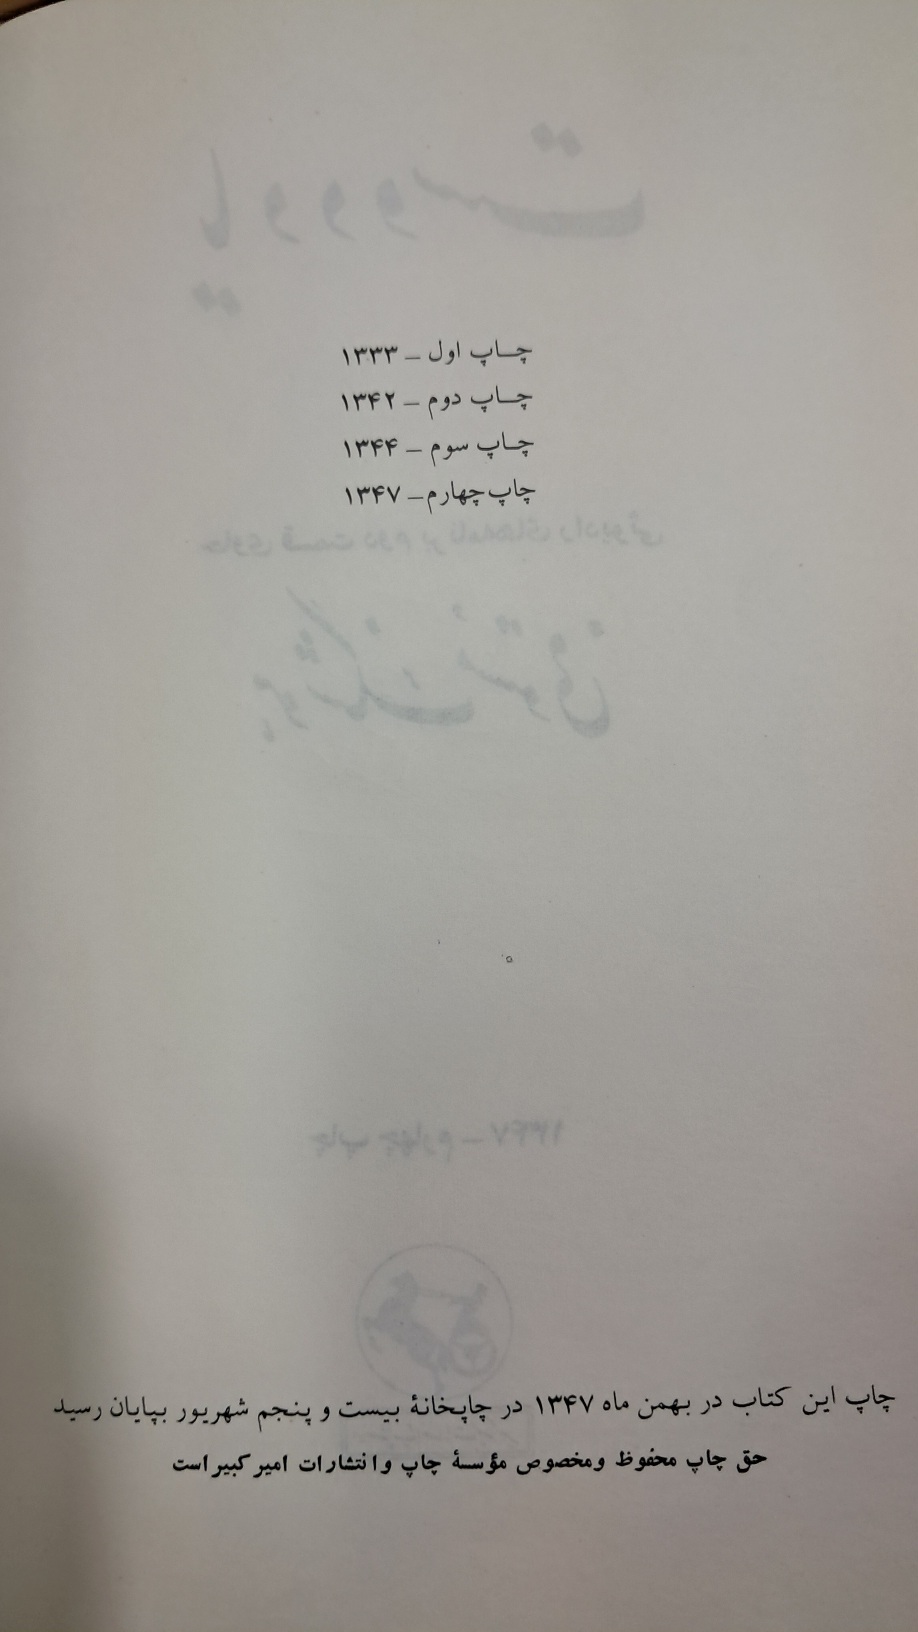 چاپ اول – ۱۳۳۳
چاپ دوم – ۱۳۴۲
چاپ سوم – ۱۳۴۴
چاپ چهارم – ۱۳۴۷
چاپ این کتاب در بهمن ماه ۱۳۴۷ در چاپخانهٔ بیست و پنجم شهریور بپایان رسید
حق چاپ محفوظ ومخصوص مؤسسهٔ چاپ وانتشارات امیرکبیراست